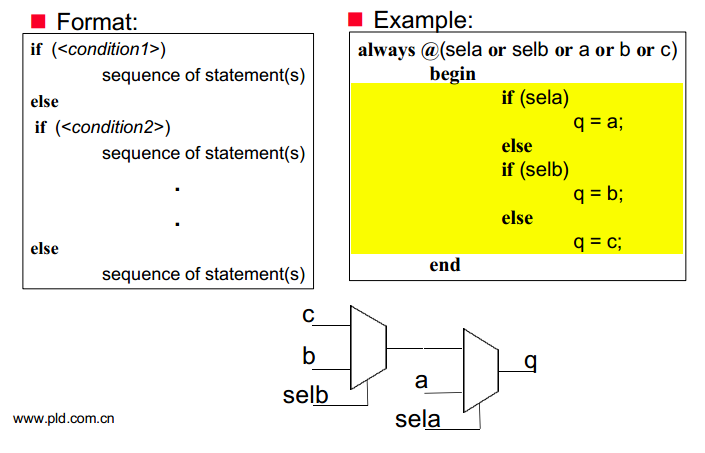 Format:
if (<condition1>)
sequence of statement(s)
else
if (<condition2>)
sequence of statement(s)
.
.
else
sequence of statement(s)
Example:
always @(sela or selb or a or b or c)
begin
if (sela)
q = a;
else
if (selb)
q = b;
else
q = c;
end
c
b
selb
a
sela
q
www.pld.com.cn